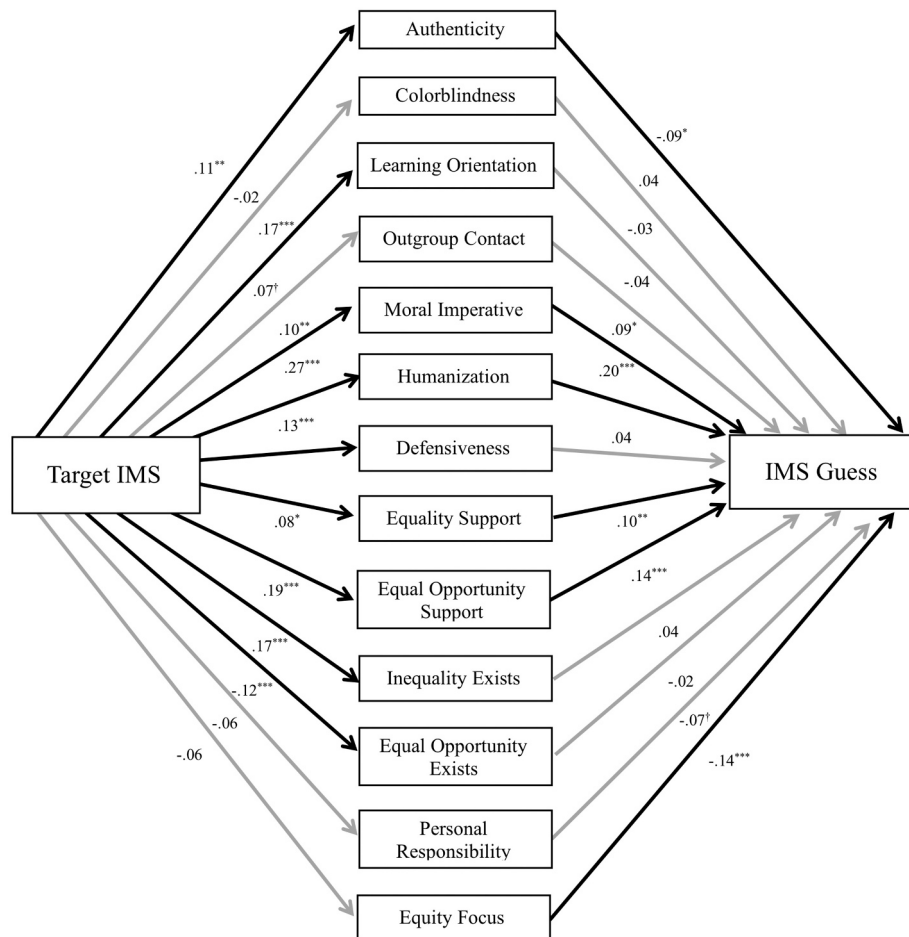 Authenticity
Colorblindness
-.09*
.11**
Learning Orientation
.04
-.02
.17***
Outgroup Contact
-.03
.07†
-.04
Moral Imperative
.10**
.09*
.27***
Humanization
.20***
.13***
Target IMS
Defensiveness
.04
IMS Guess
.08*
Equality Support
.10**
.19***
Equal Opportunity
Support
.14***
.17***
Inequality Exists
.04
-.12***
-.02
-.06
-.07†
-.06
Equal Opportunity
Exists
-.14***
Personal
Responsibility
Equity Focus